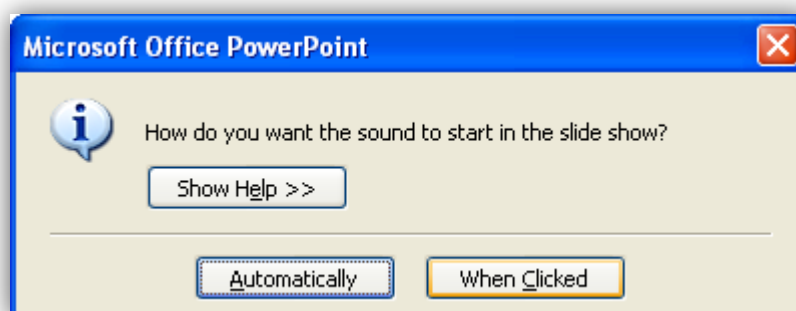 Microsoft Office PowerPoint
How do you want the sound to start in the slide show?
Show Help >>
Automatically
When Clicked